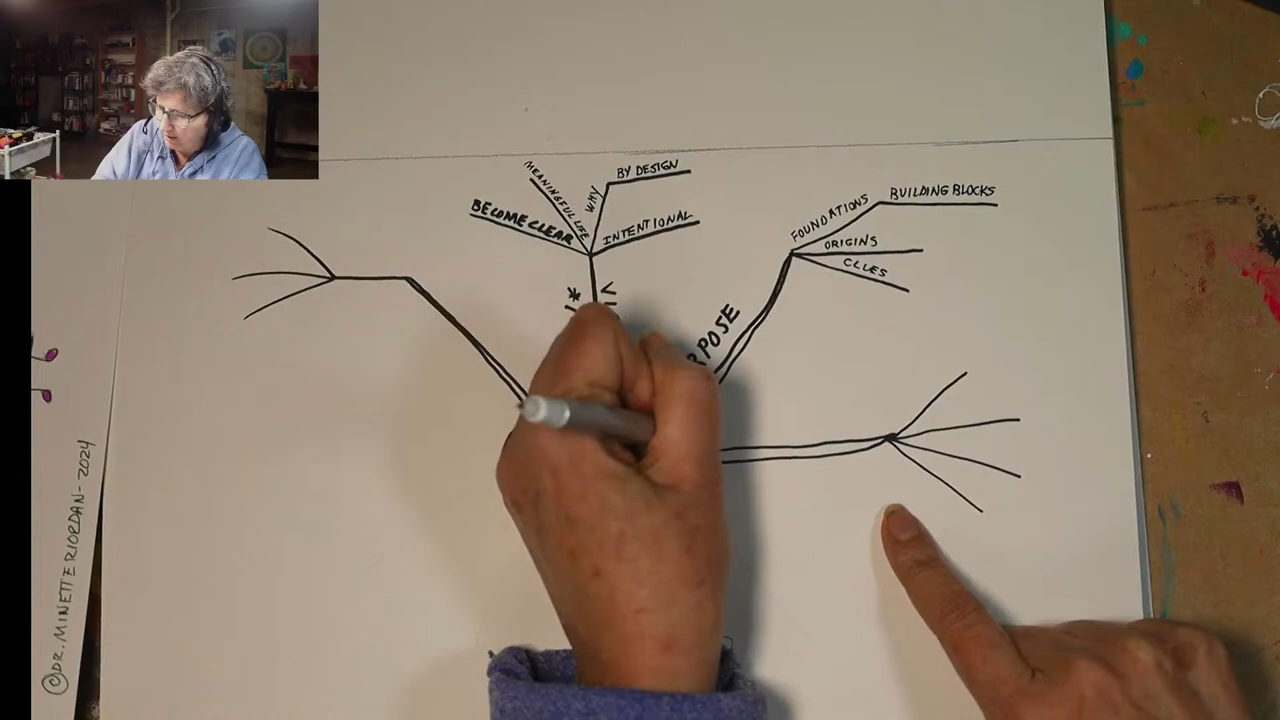 MEANINGFUL LIFE
WHY
BY DESIGN
BECOME CLEAR
INTENTIONAL
FOUNDATIONS
BUILDING BLOCKS
ORIGINS
CLUES
RPOSE
©DR. MINETTE RIORDAN - 2024